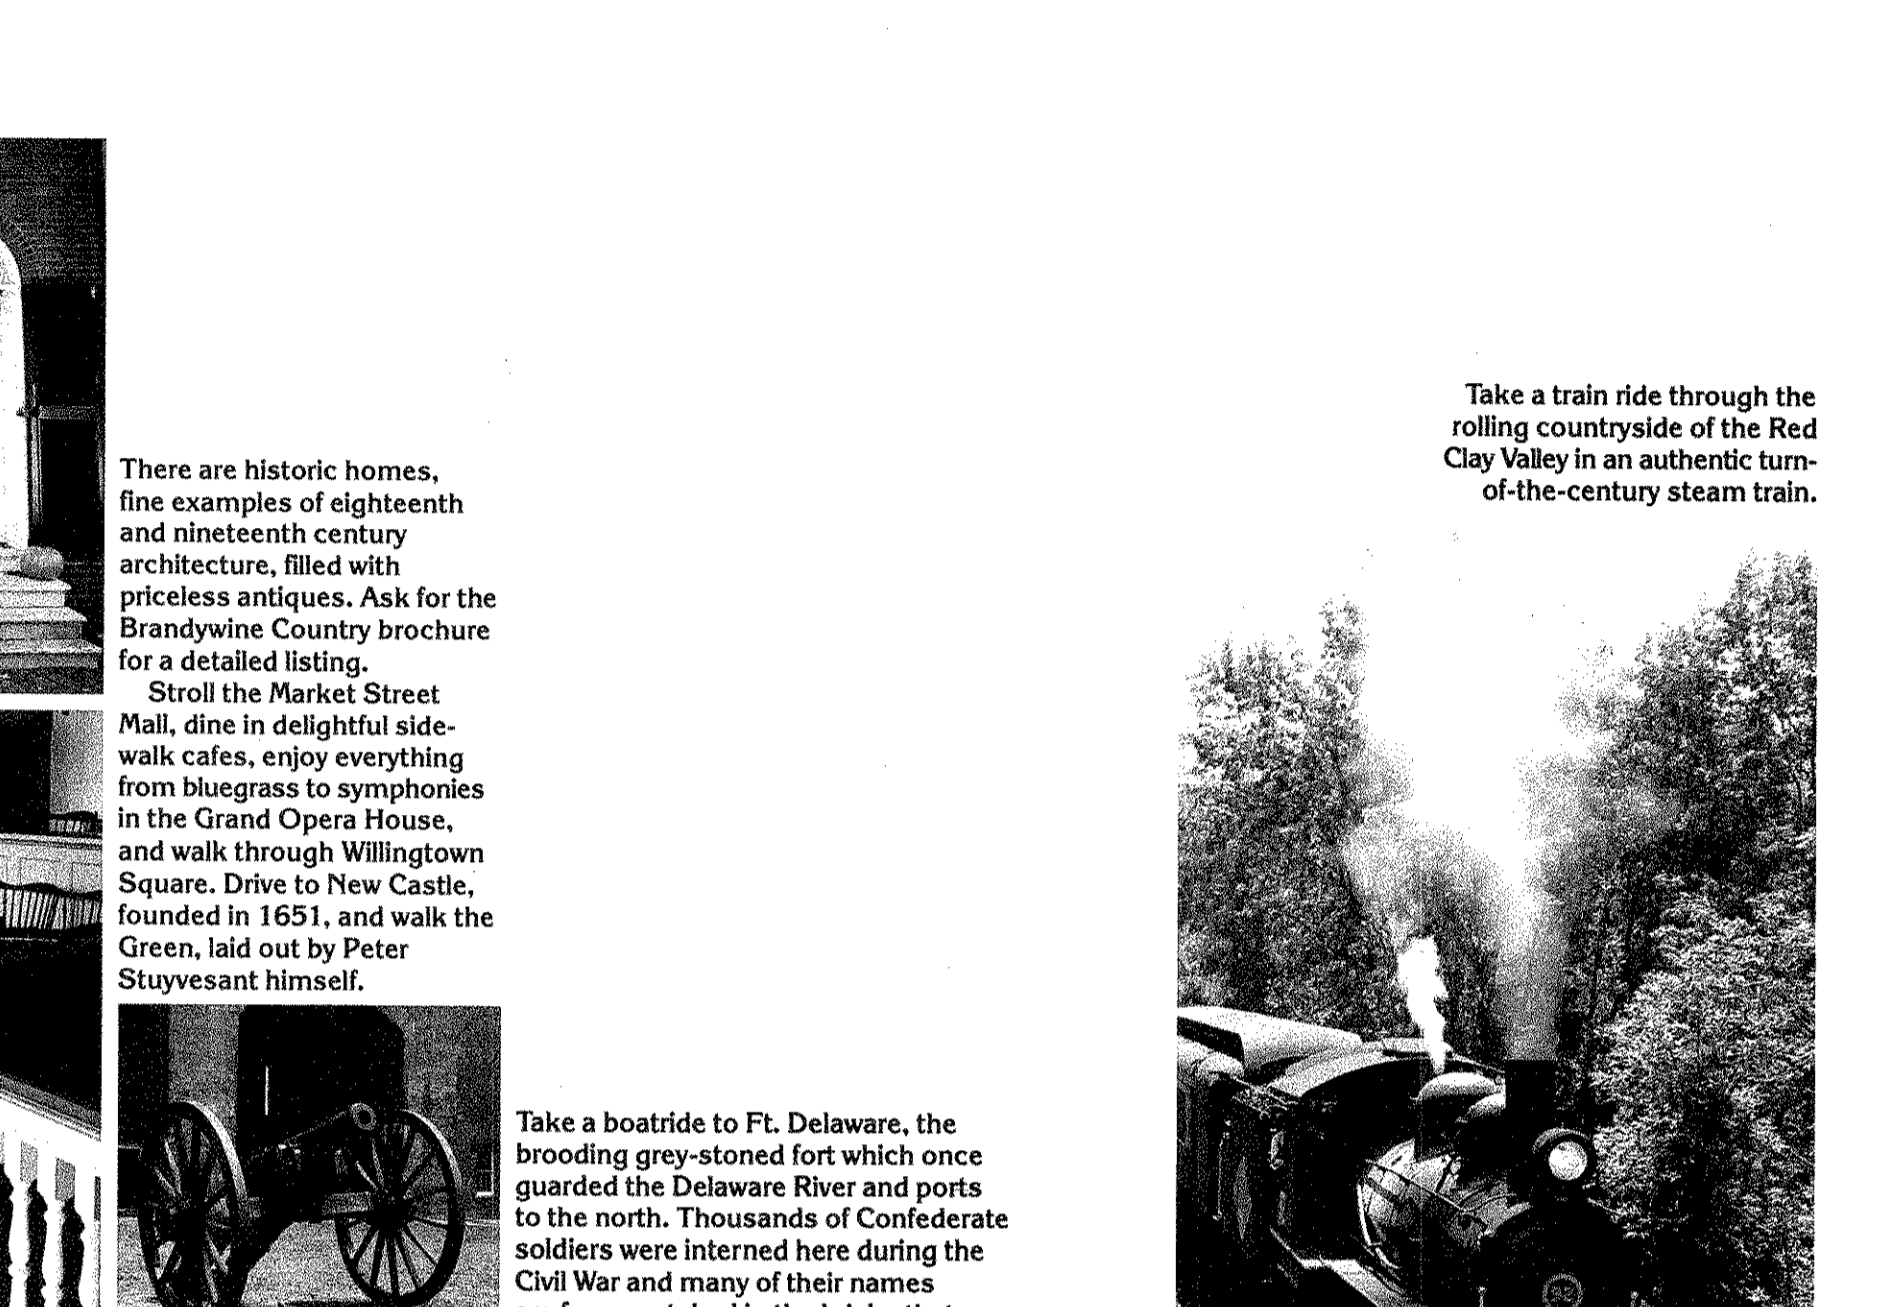 There are historic homes,
fine examples of eighteenth
and nineteenth century
architecture, filled with
priceless antiques. Ask for the
Brandywine Country brochure
for a detailed listing.
Stroll the Market Street
Mall, dine in delightful side-
walk cafes, enjoy everything
from bluegrass to symphonies
in the Grand Opera House,
and walk through Willingtown
Square. Drive to New Castle,
founded in 1651, and walk the
Green, laid out by Peter
Stuyvesant himself.
Take a boatride to Ft. Delaware, the
brooding grey-stoned fort which once
guarded the Delaware River and ports
to the north. Thousands of Confederate
soldiers were interned here during the
Civil War and many of their names
Take a train ride through the
rolling countryside of the Red
Clay Valley in an authentic turn-
of-the-century steam train.